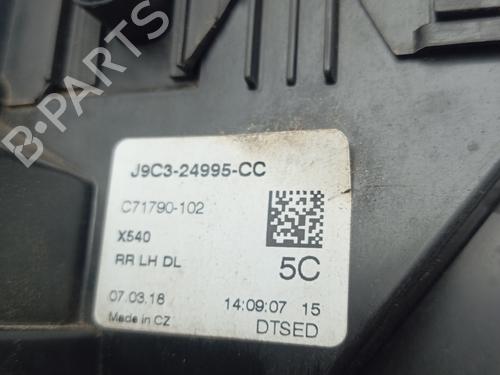 J9C3-24995-CC
C71790-102
X540
RR LH DL
5C
07.03.18
14:09:07 15
Made in CZ
DTSED
B-PARTS